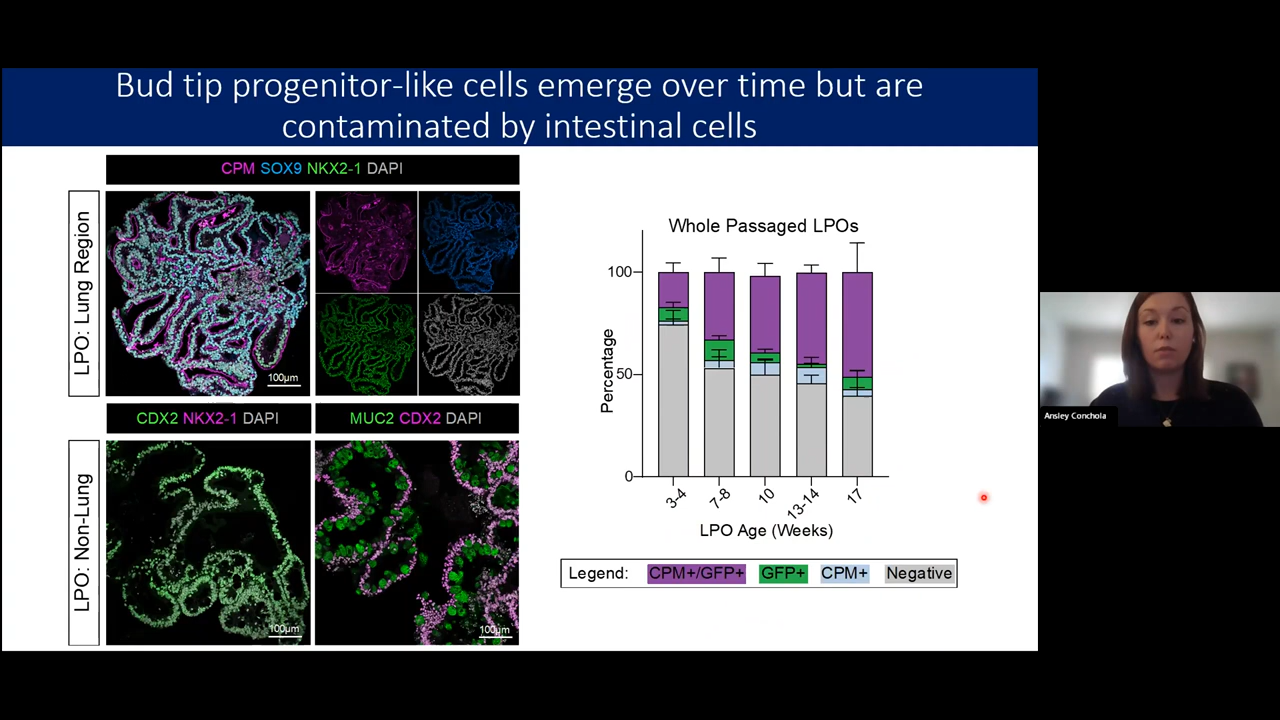 Bud tip progenitor-like cells emerge over time but are
contaminated by intestinal cells
CPM SOX9 NKX2-1 DAPI
LPO: Lung Region
100µm
CDX2 NKX2-1 DAPI
MUC2 CDX2 DAPI
LPO: Non-Lung
100µm
100µm
Whole Passaged LPOs
Percentage
100
50
0
3-4
7-8
10
13-14
17
LPO Age (Weeks)
Legend: CPM+/GFP+ GFP+ CPM+ Negative
Ansley Conchola